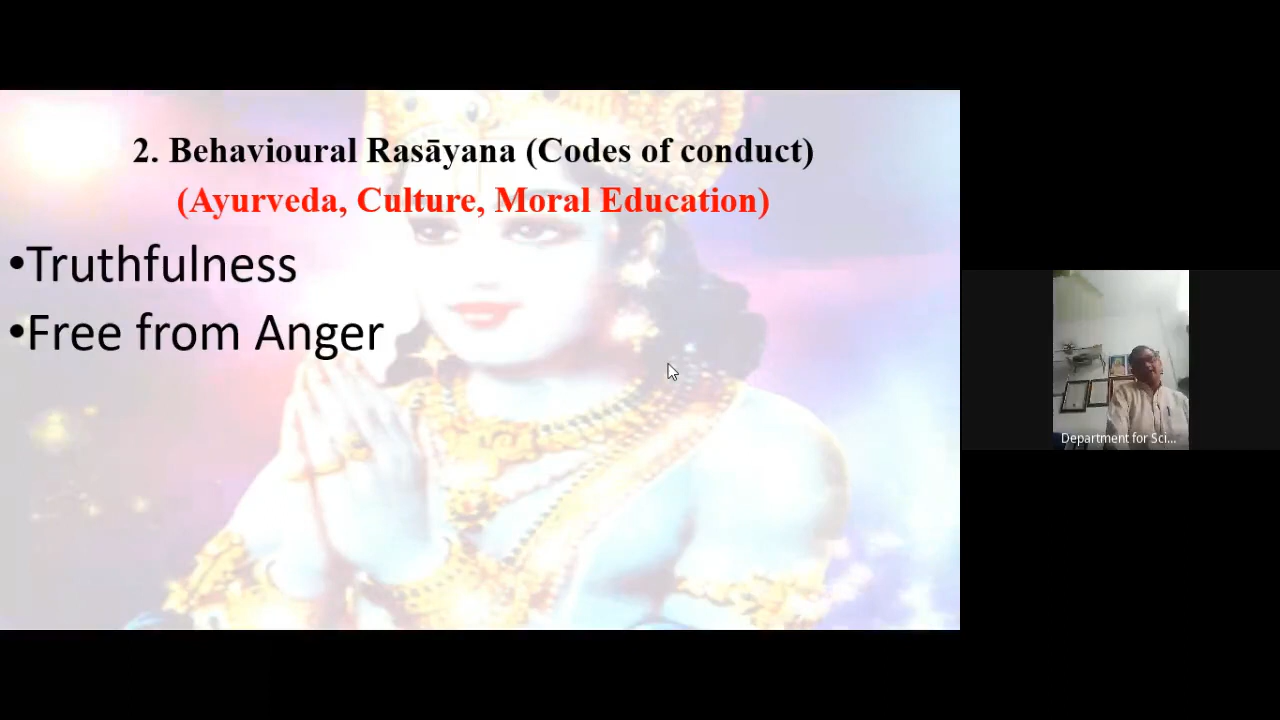 2. Behavioural Rasāyana (Codes of conduct)
(Ayurveda, Culture, Moral Education)
•Truthfulness
•Free from Anger
Department for Sci...